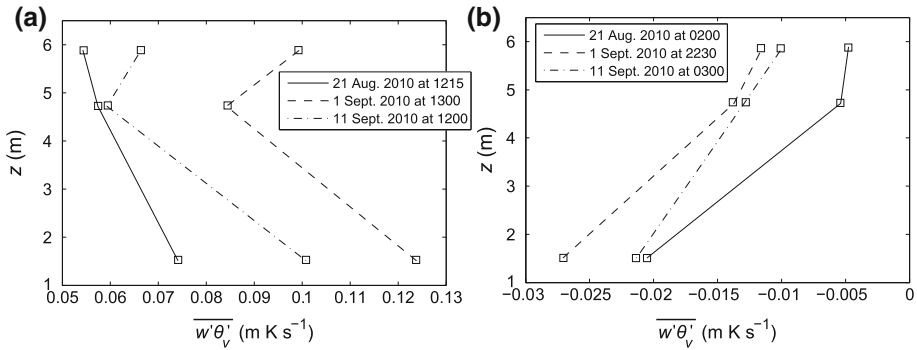 (a)
6
5
4
3
2
1
z (m)
0.05 0.06 0.07 0.08 0.09 0.1 0.11 0.12 0.13
w'θv' (m K s−1)
21 Aug. 2010 at 1215
1 Sept. 2010 at 1300
11 Sept. 2010 at 1200
(b)
6
5
4
3
2
1
z (m)
−0.03 −0.025 −0.02 −0.015 −0.01 −0.005 0
w'θv' (m K s−1)
21 Aug. 2010 at 0200
1 Sept. 2010 at 2230
11 Sept. 2010 at 0300